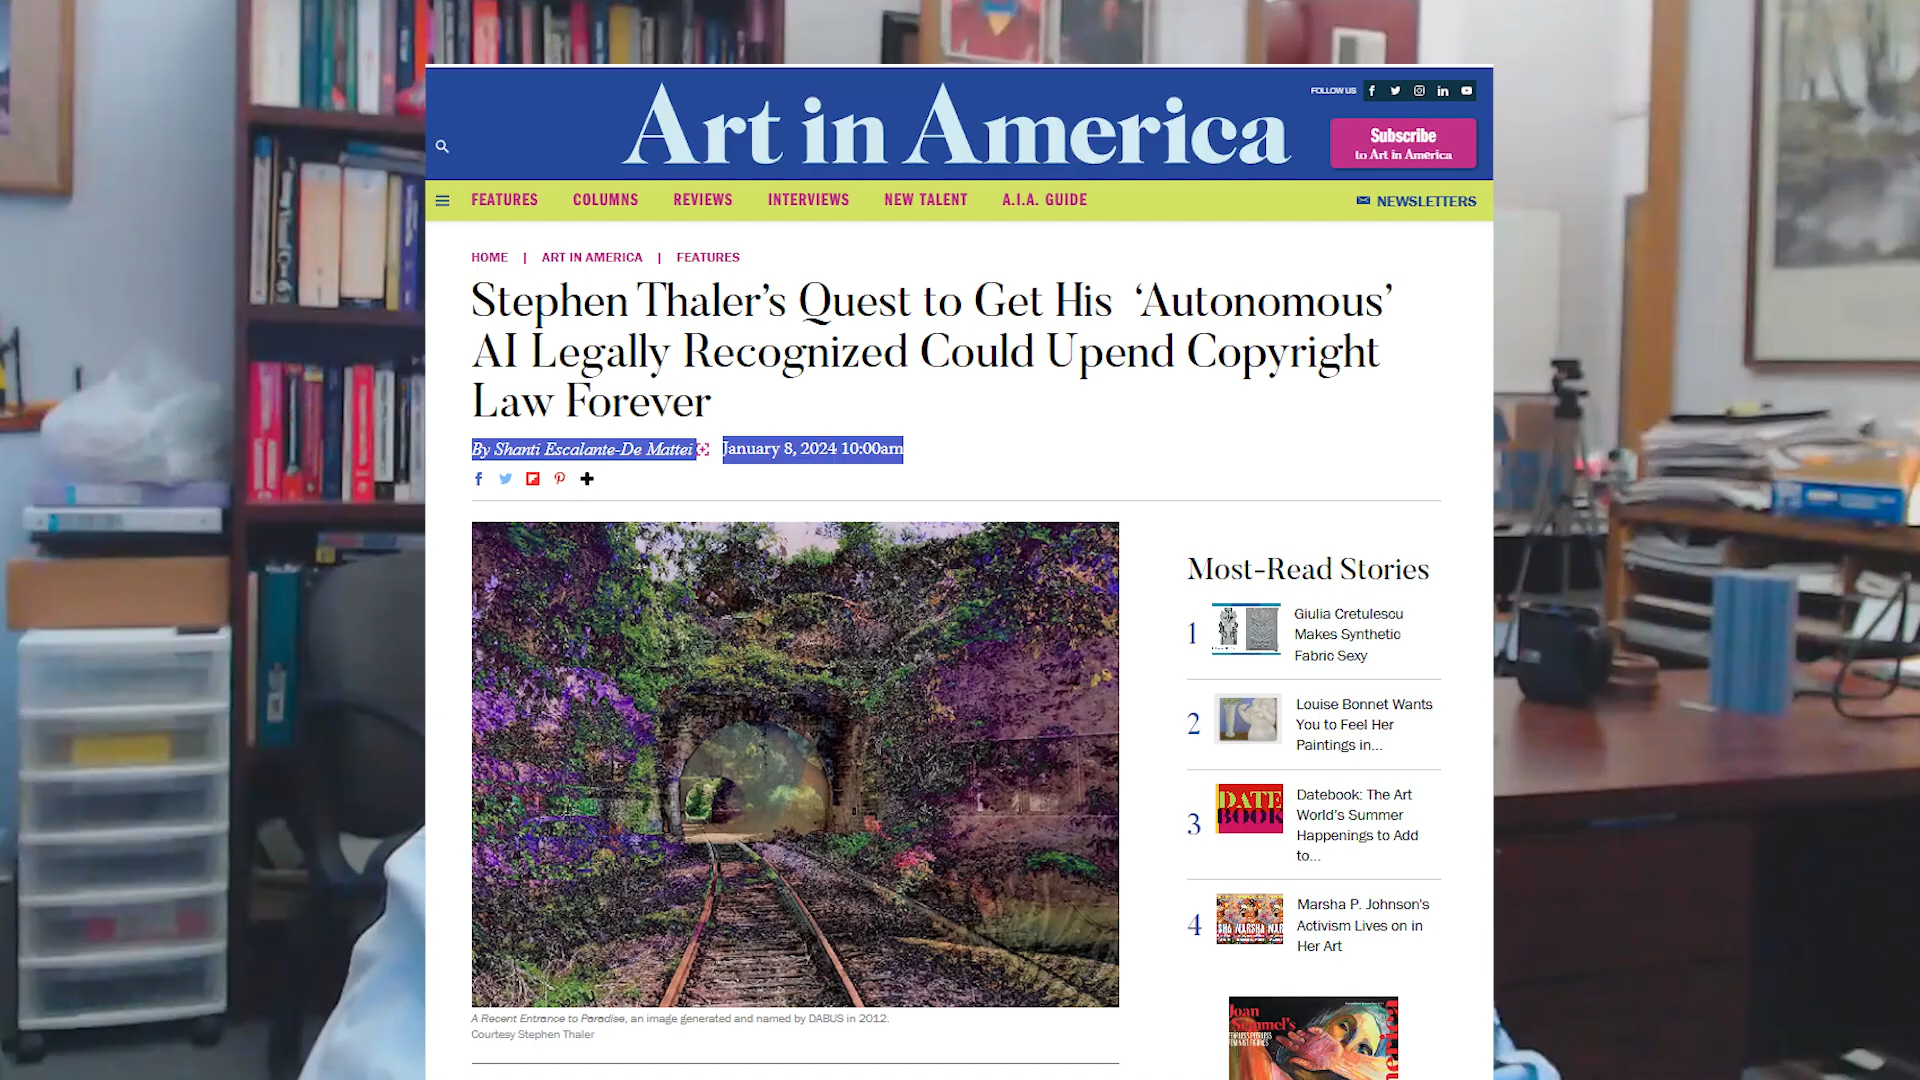 FOLLOW US
Art in America
Subscribe
to Art in America
FEATURES COLUMNS REVIEWS INTERVIEWS NEW TALENT A.I.A. GUIDE
NEWSLETTERS
HOME | ART IN AMERICA | FEATURES
Stephen Thaler’s Quest to Get His ‘Autonomous’
AI Legally Recognized Could Upend Copyright
Law Forever
By Shanti Escalante-De Mattei January 8, 2024 10:00am
A Recent Entrance to Paradise, an image generated and named by DABUS in 2012.
Courtesy Stephen Thaler
Most-Read Stories
1
Giulia Cretulescu
Makes Synthetic
Fabric Sexy
2
Louise Bonnet Wants
You to Feel Her
Paintings in...
3
DATE
BOOK
Datebook: The Art
World’s Summer
Happenings to Add
to...
4
MARSHA
Marsha P. Johnson’s
Activism Lives on in
Her Art
Joan
Semmel's